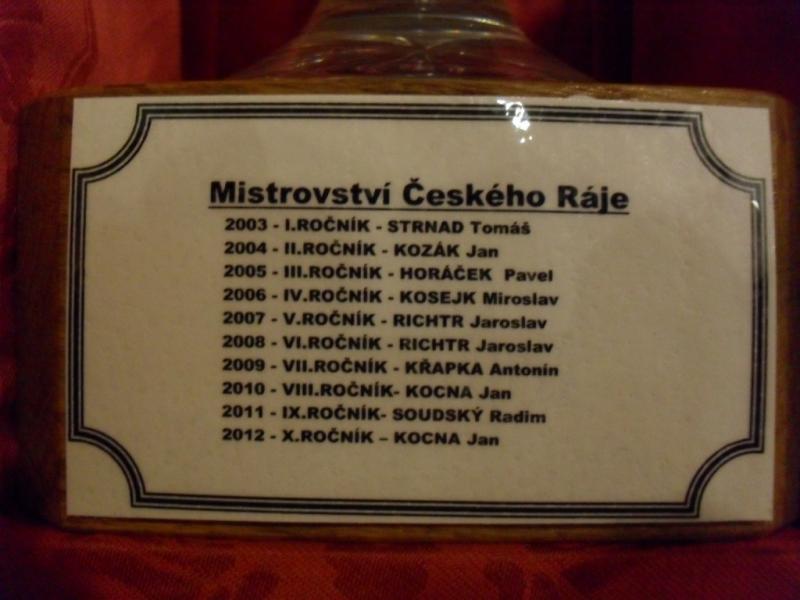 Mistrovství Českého Ráje
2003 - I.ROČNÍK - STRNAD Tomáš
2004 - II.ROČNÍK - KOZÁK Jan
2005 - III.ROČNÍK - HORÁČEK Pavel
2006 - IV.ROČNÍK - KOSEJK Miroslav
2007 - V.ROČNÍK - RICHTR Jaroslav
2008 - VI.ROČNÍK - RICHTR Jaroslav
2009 - VII.ROČNÍK - KŘAPKA Antonín
2010 - VIII.ROČNÍK- KOCNA Jan
2011 - IX.ROČNÍK- SOUDSKÝ Radim
2012 - X.ROČNÍK – KOCNA Jan